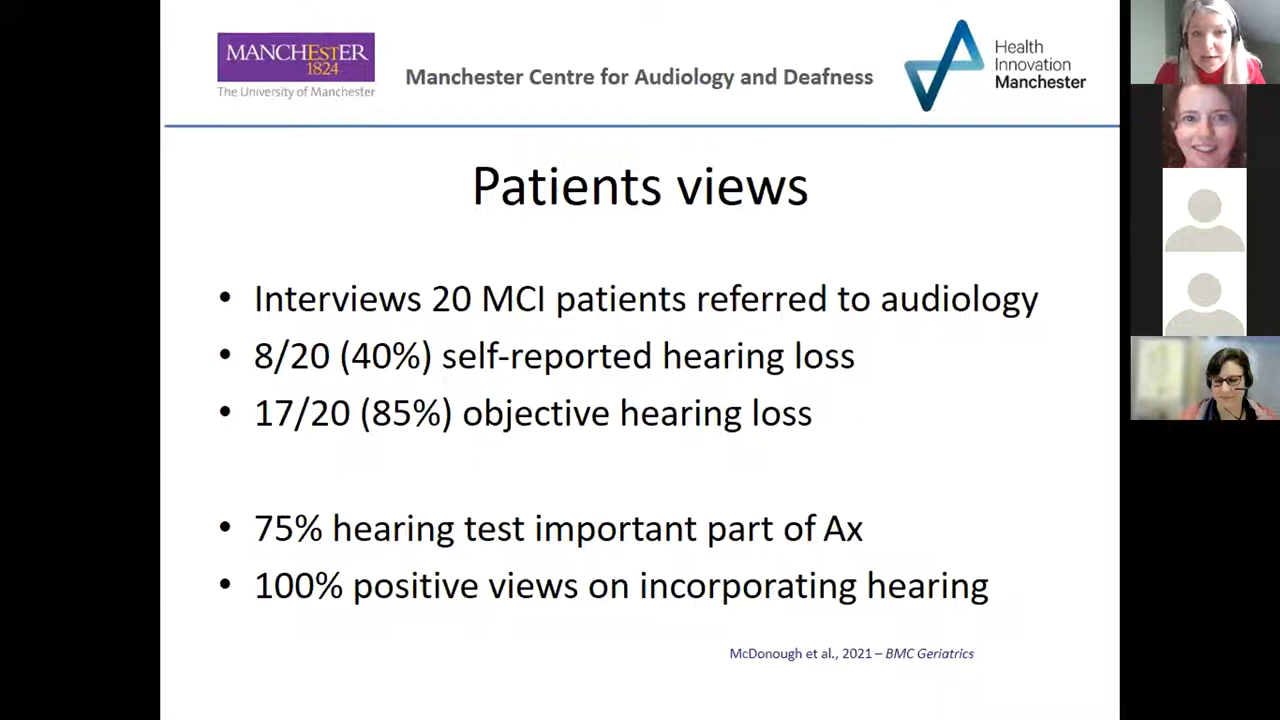 MANCHESTER
1824
The University of Manchester
Manchester Centre for Audiology and Deafness
Health
Innovation
Manchester
Patients views
• Interviews 20 MCI patients referred to audiology
• 8/20 (40%) self-reported hearing loss
• 17/20 (85%) objective hearing loss
• 75% hearing test important part of Ax
• 100% positive views on incorporating hearing
McDonough et al., 2021 – BMC Geriatrics